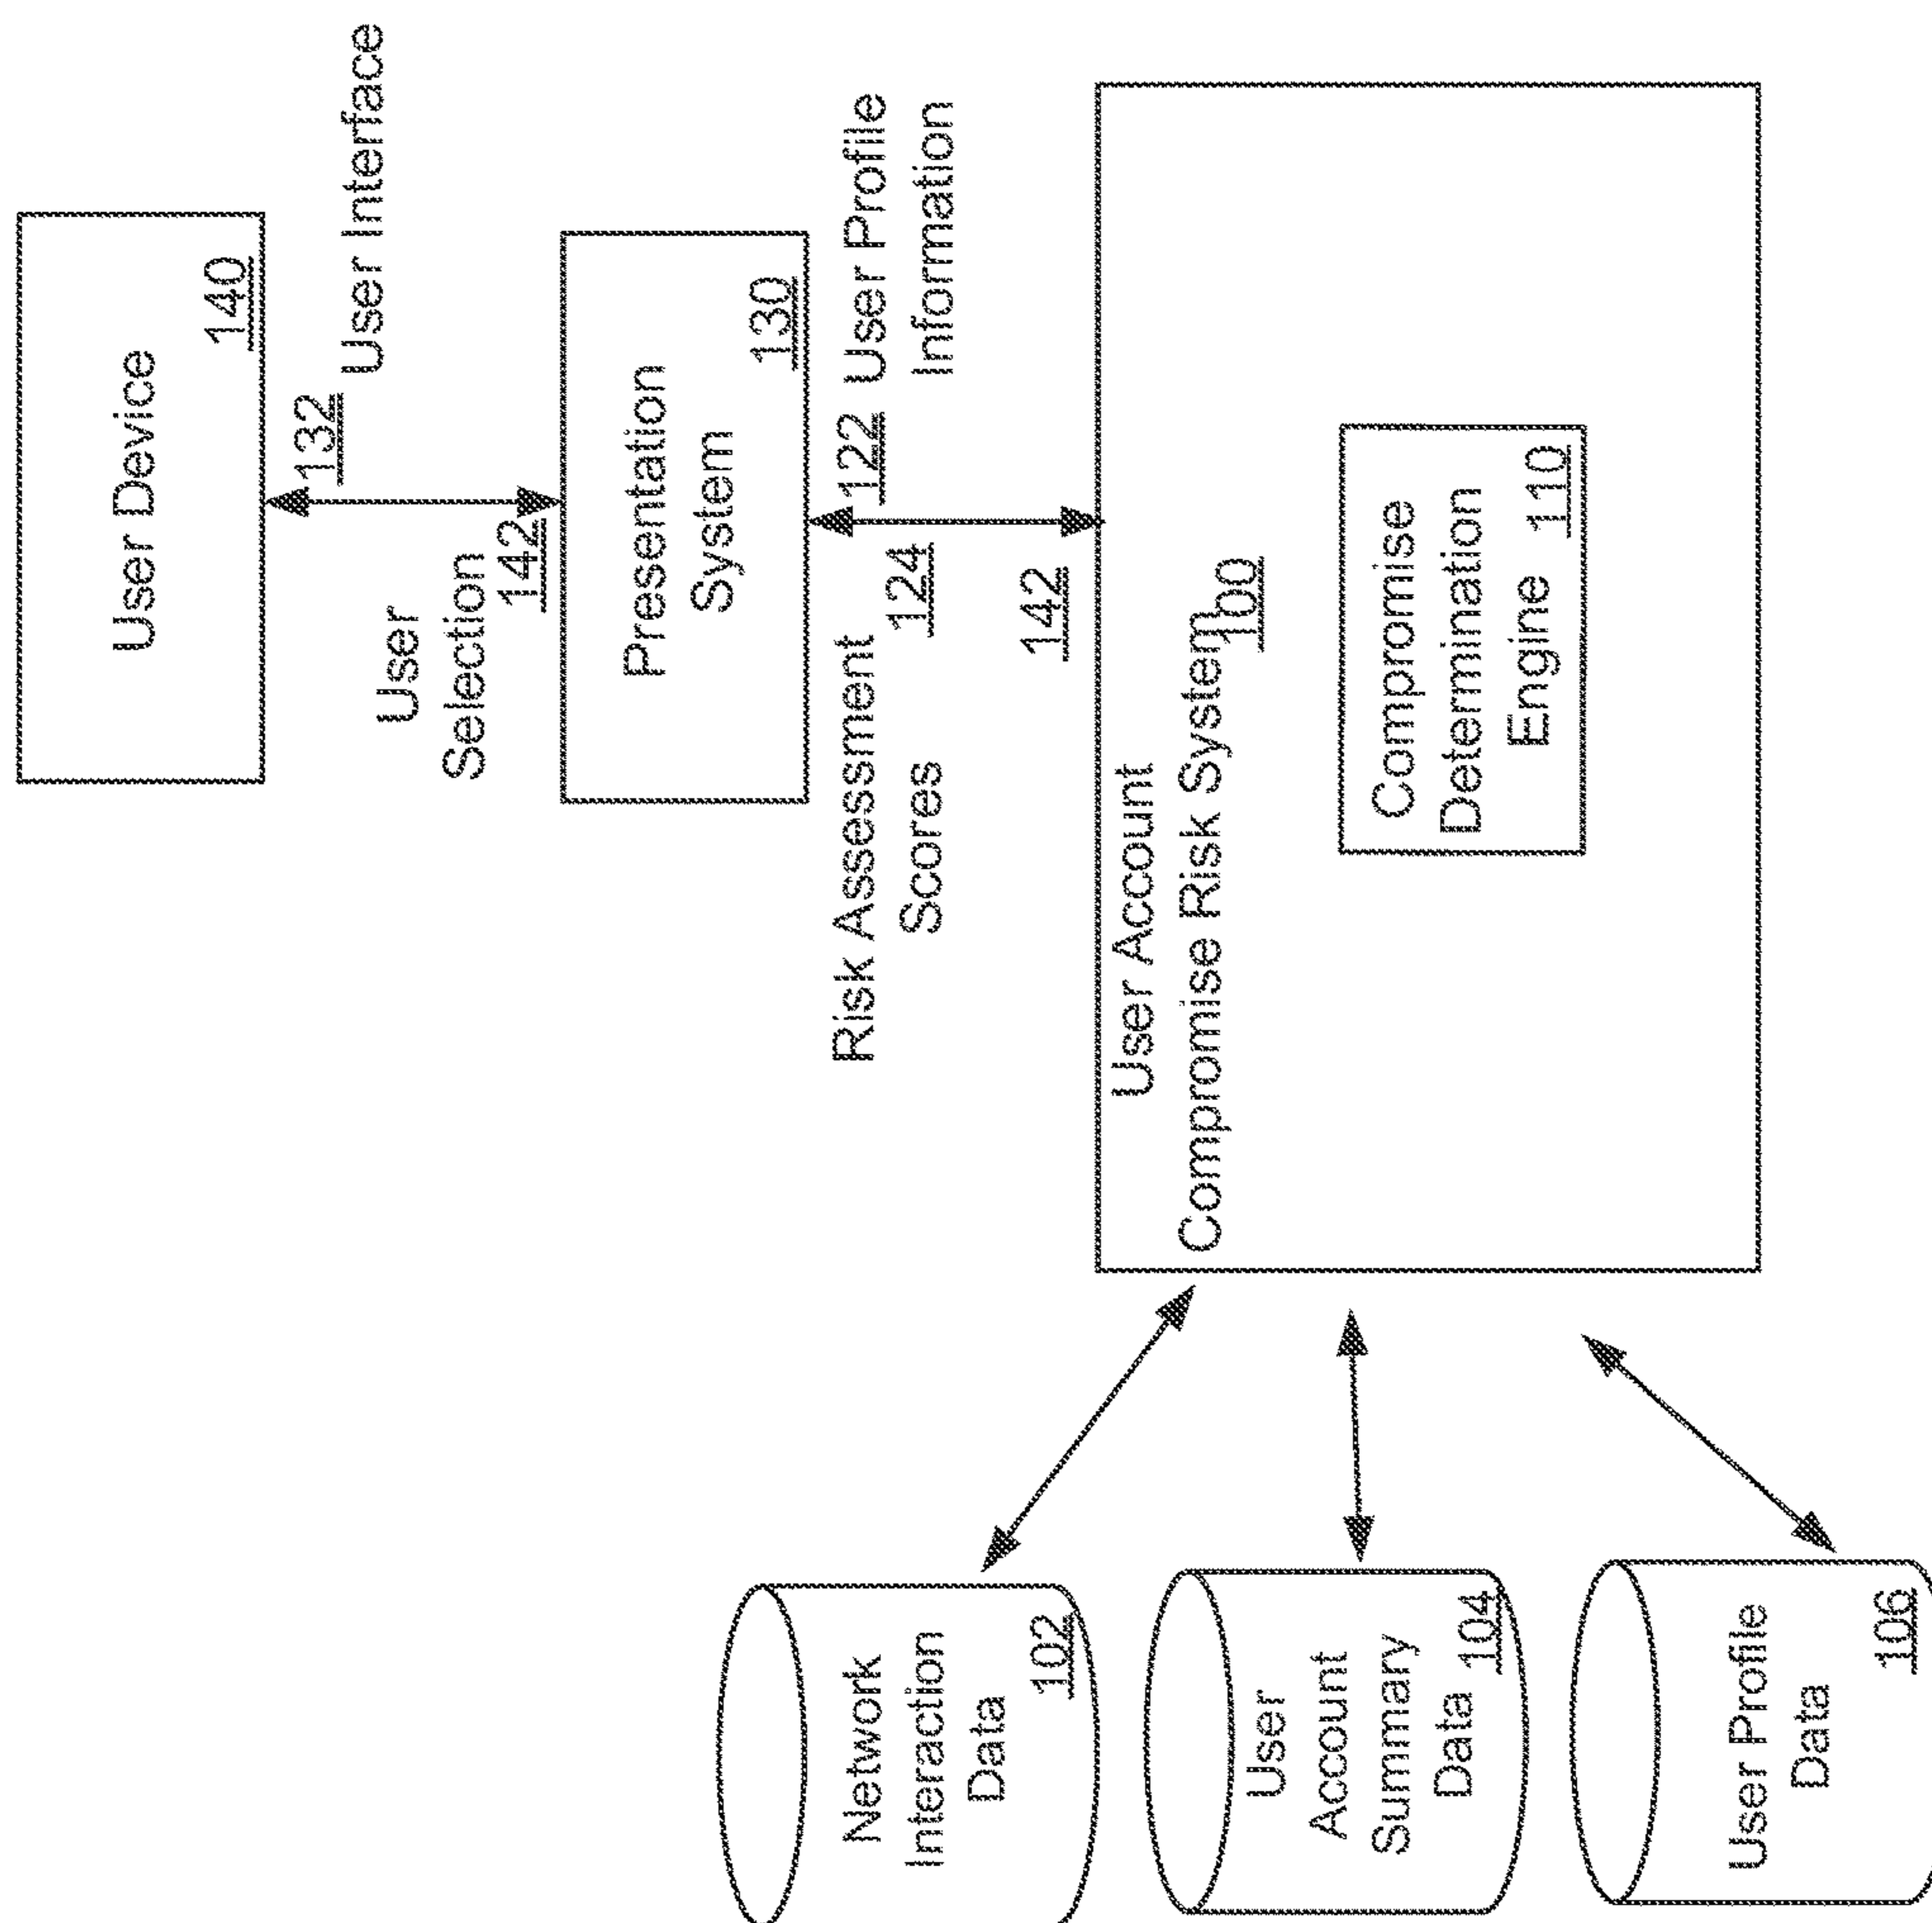 User Device
140
132
User Interface
User
Selection
142
Presentation
System
130
Risk Assessment
Scores
124
122
User Profile
Information
142
User Account
Compromise Risk System
100
Compromise
Determination
Engine 110
Network
Interaction
Data
102
User
Account
Summary
Data 104
User Profile
Data
106